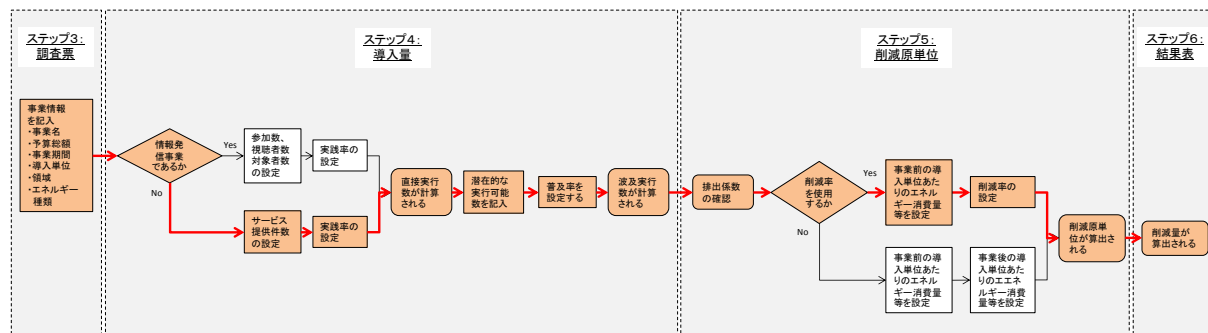 ステップ3:
調査票
事業情報
を記入
・事業名
・予算総額
・事業期間
・導入単位
・領域
・エネルギー
種類
ステップ4:
導入量
情報発
信事業
であるか
Yes
No
参加数、
視聴者数
対象者数
の設定
実践率の
設定
サービス
提供件数
の設定
実践率の
設定
直接実行
数が計算
される
潜在的な
実行可能
数を記入
普及率を
設定する
波及実行
数が計算
される
ステップ5:
削減原単位
排出係数
の確認
削減率
を使用
するか
Yes
No
事業前の導
入単位あた
りのエネル
ギー消費量
等を設定
削減率の
設定
事業前の導
入単位あた
りのエネル
ギー消費量
等を設定
事業後の導
入単位あた
りのエエネ
ルギー消費
量等を設定
削減原単
位が算出さ
れる
ステップ6:
結果表
削減量が
算出される